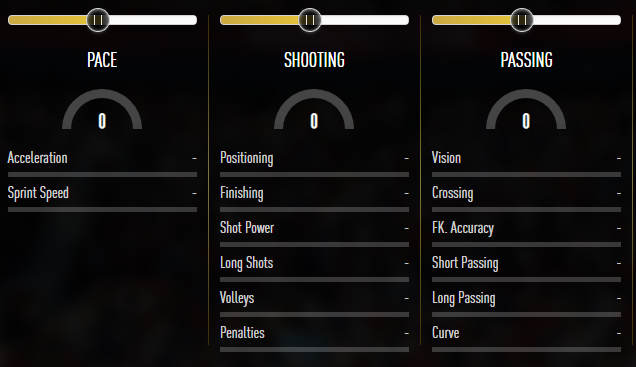 PACE
0
Acceleration -
Sprint Speed -
SHOOTING
0
Positioning -
Finishing -
Shot Power -
Long Shots -
Volleys -
Penalties -
PASSING
0
Vision -
Crossing -
FK. Accuracy -
Short Passing -
Long Passing -
Curve -